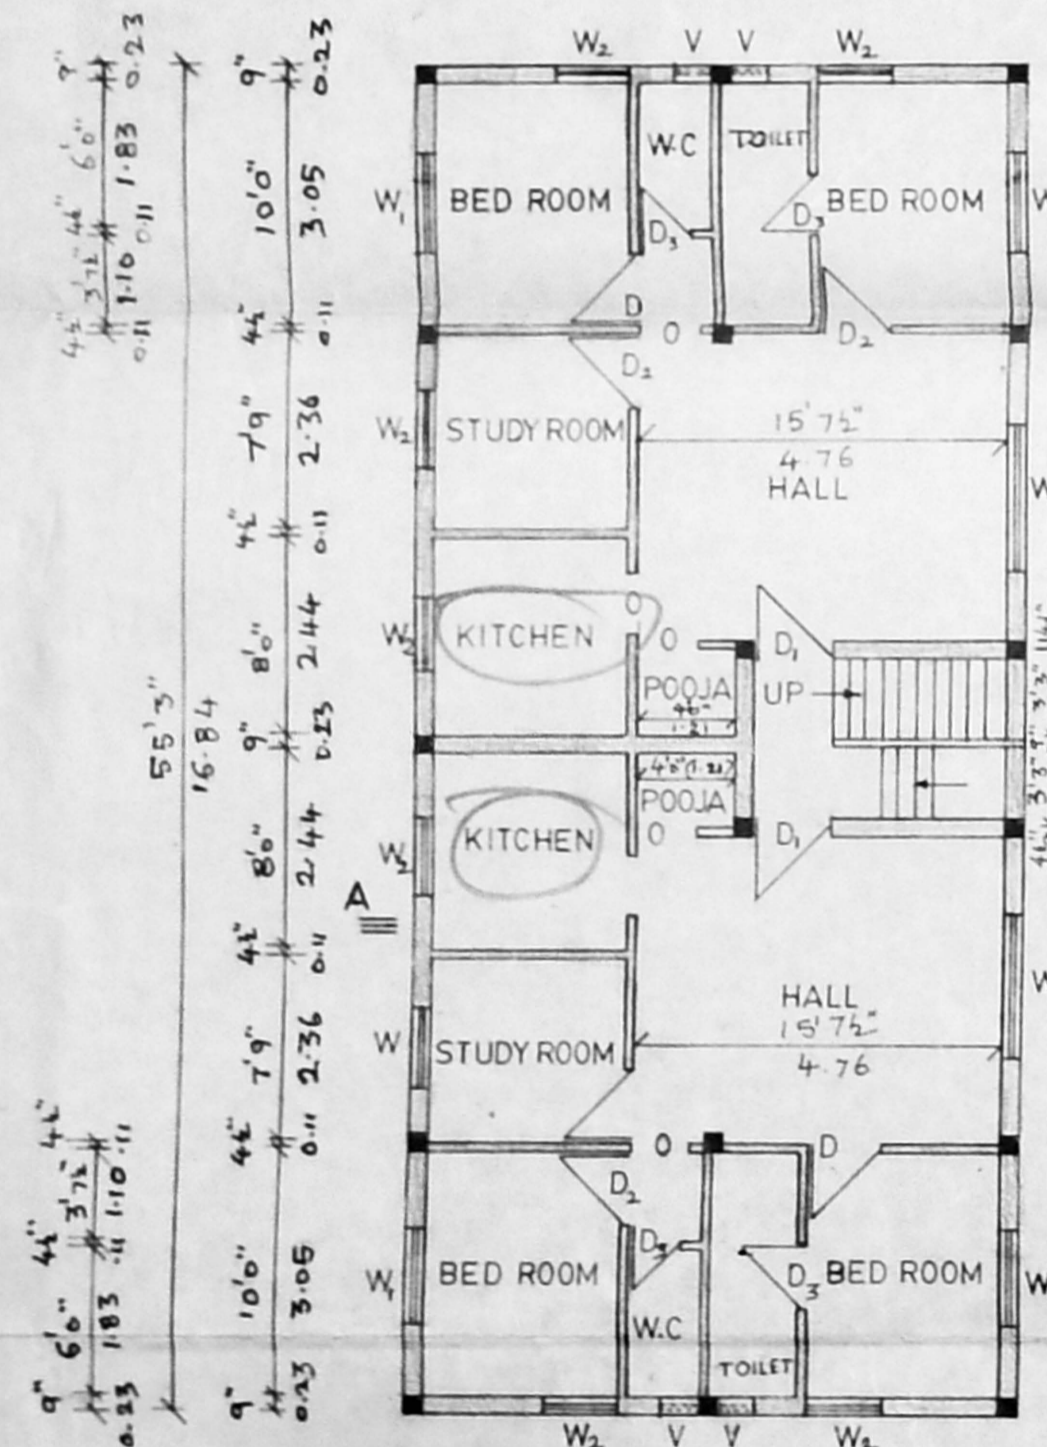 W2 V V W2
9" 0.23
9" 0.23
6'0" 1.83
10'0" 3.05
W.C TOILET
W1 BED ROOM BED ROOM W
D3 D3
4½" 0.11
3'7½" 1.10
4½" 0.11
4½" 0.11
D O D2
D2
7'9" 2.36
W2 STUDY ROOM
15'7½"
4.76
HALL W
4½" 0.11
8'0" 2.44
O
W2 KITCHEN O D1
POOJA UP
1.21
55'3"
16.84
9" 0.23
4'0" (1.21)
POOJA
8'0" 2.44
KITCHEN O D1
3'3" 9" 3'3"
A
4½" 0.11
HALL W
15'7½"
4.76
7'9" 2.36
W STUDY ROOM
4½" 0.11
4½" .11
O D
D2
3'7½" 1.10
4½" .11
D3 D3
10'0" 3.05
W1 BED ROOM BED ROOM W
6'0" 1.83
W.C
TOILET
9" 0.23
9" 0.23
W2 V V W2